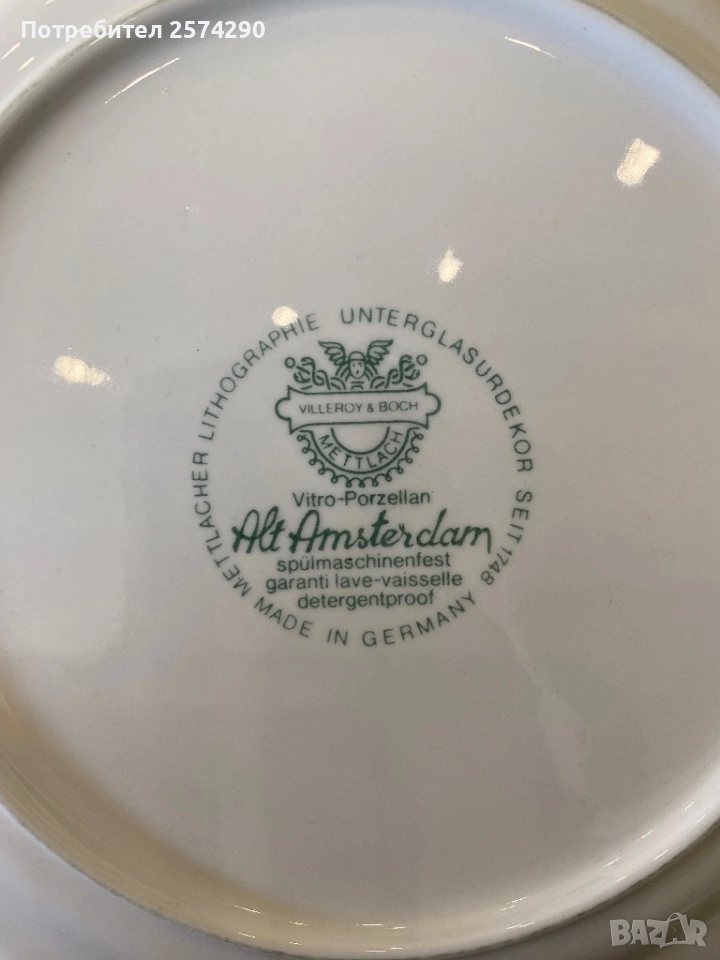 Потребител 2574290
METTLACHER LITHOGRAPHIE UNTERGLASURDEKOR SEIT 1748
VILLEROY & BOCH
METTLACH
Vitro-Porzellan
Alt Amsterdam
spülmaschinenfest
garanti lave-vaisselle
detergentproof
MADE IN GERMANY
BAZAR